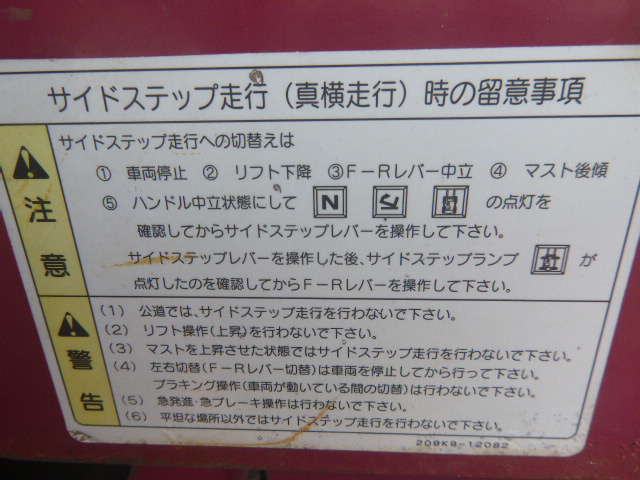 サイドステップ走行（真横走行）時の留意事項
注意
サイドステップ走行への切替えは
① 車両停止 ② リフト下降 ③F－Rレバー中立 ④ マスト後傾
⑤ ハンドル中立状態にして N の点灯を
確認してからサイドステップレバーを操作して下さい。
サイドステップレバーを操作した後、サイドステップランプ が
点灯したのを確認してからF－Rレバーを操作して下さい。
警告
(1) 公道では、サイドステップ走行を行わないで下さい。
(2) リフト操作(上昇)を行わないで下さい。
(3) マストを上昇させた状態ではサイドステップ走行を行わないで下さい。
(4) 左右切替(F－Rレバー切替)は車両を停止してから行って下さい。
プラキング操作(車両が動いている間の切替)は行わないで下さい。
(5) 急発進・急ブレーキ操作は行わないで下さい。
(6) 平坦な場所以外ではサイドステップ走行を行わないで下さい。
209K9-12082